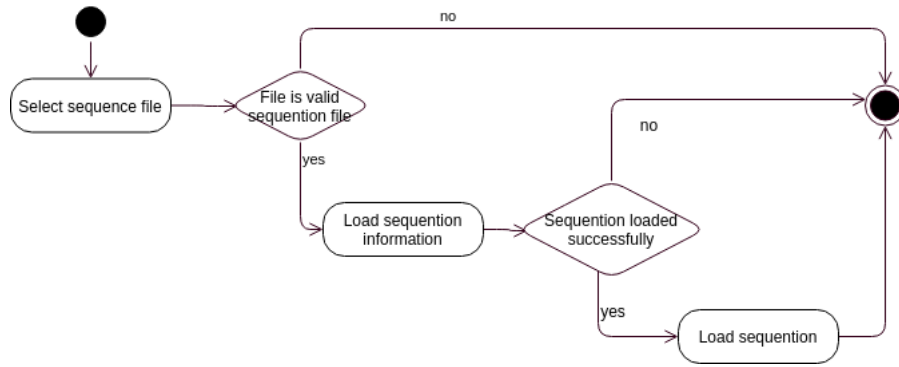 no
Select sequence file
File is valid
sequention file
yes
no
Load sequention
information
Sequention loaded
successfully
yes
Load sequention